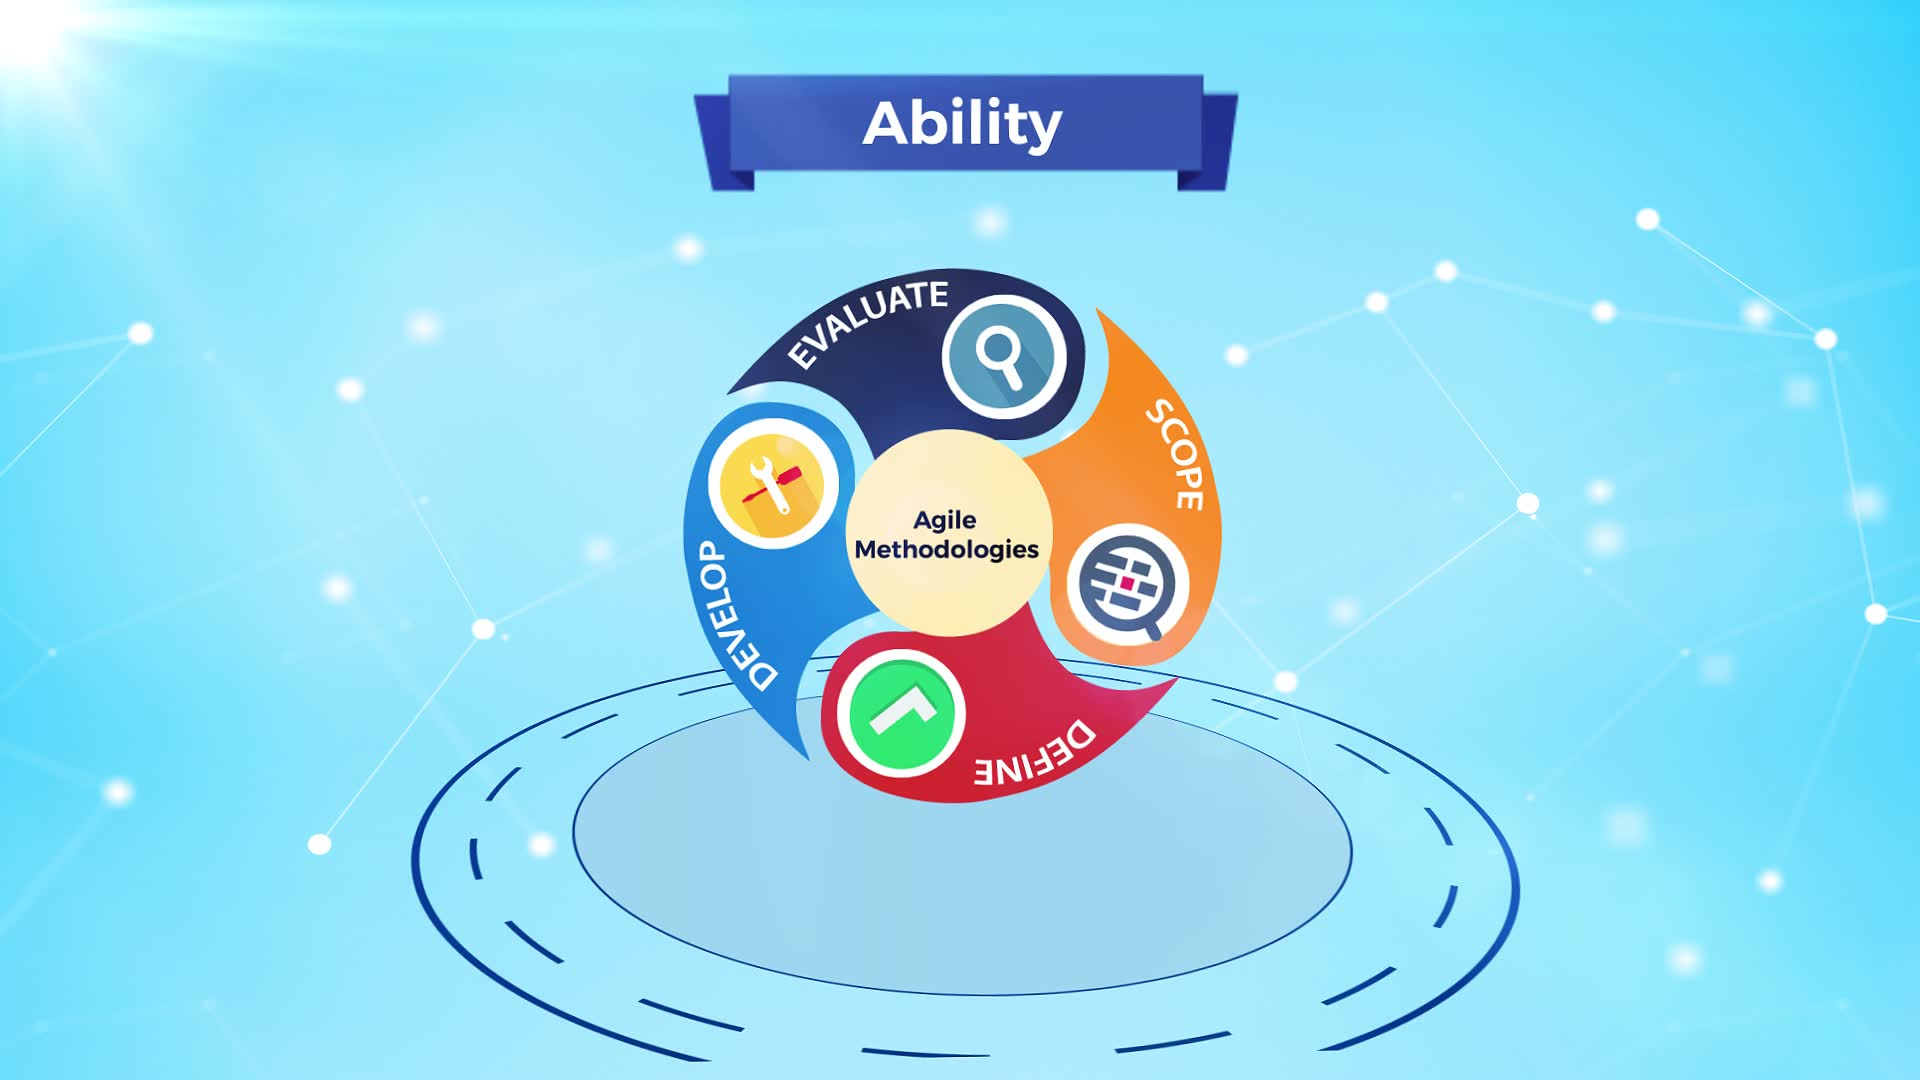 Ability
EVALUATE
SCOPE
Agile
Methodologies
DEVELOP
DEFINE